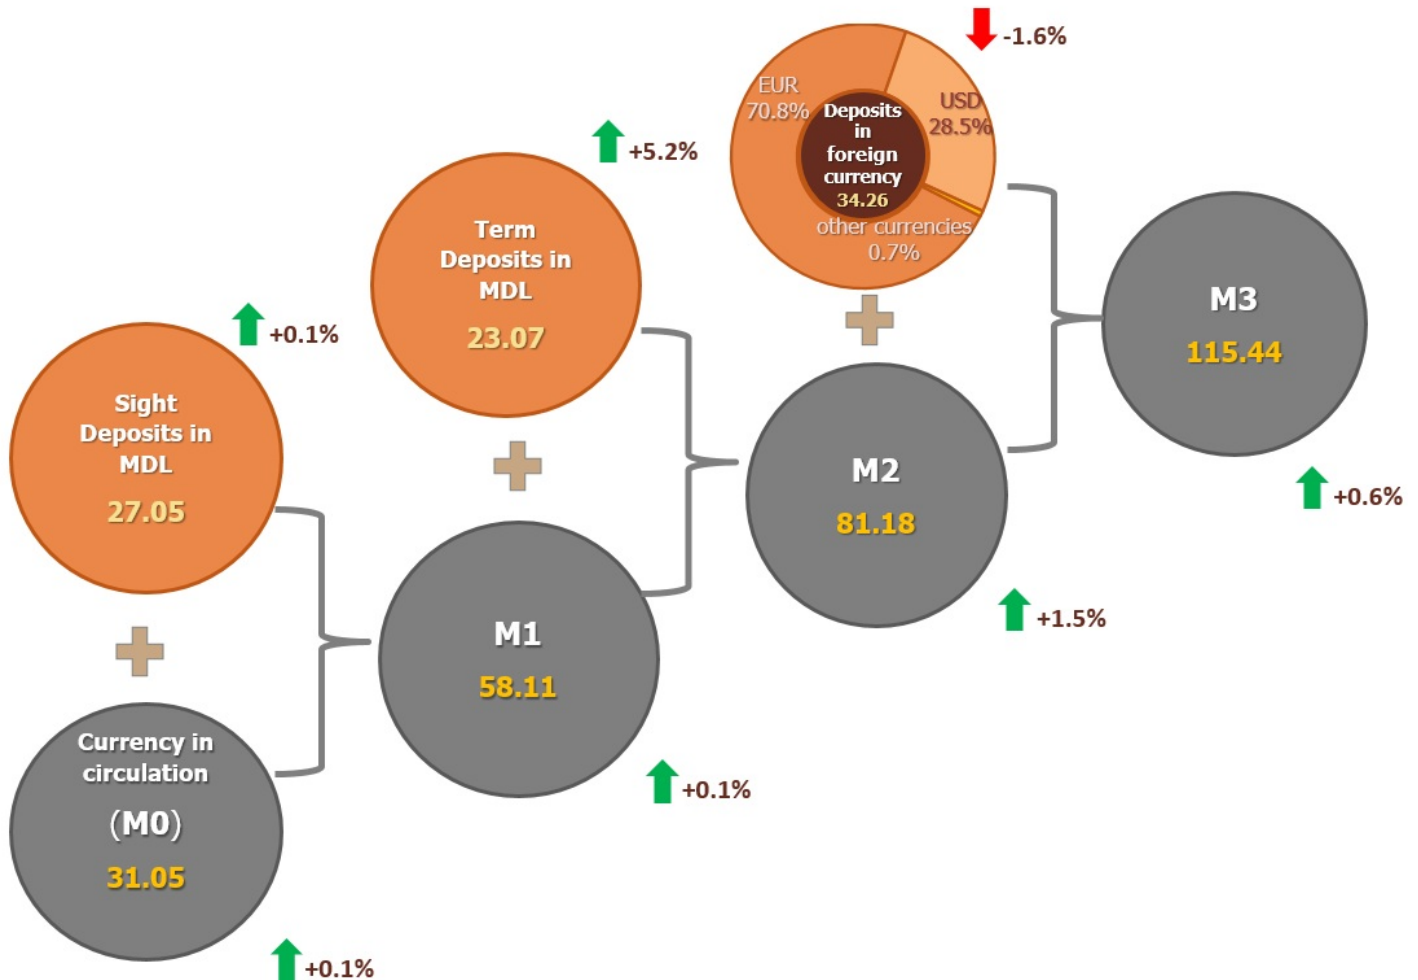 -1.6%
EUR
70.8%
USD
28.5%
Deposits
in
foreign
currency
34.26
other currencies
0.7%
+5.2%
Term
Deposits in
MDL
23.07
+0.1%
Sight
Deposits in
MDL
27.05
M3
115.44
+0.6%
M2
81.18
+1.5%
M1
58.11
+0.1%
Currency in
circulation
(M0)
31.05
+0.1%